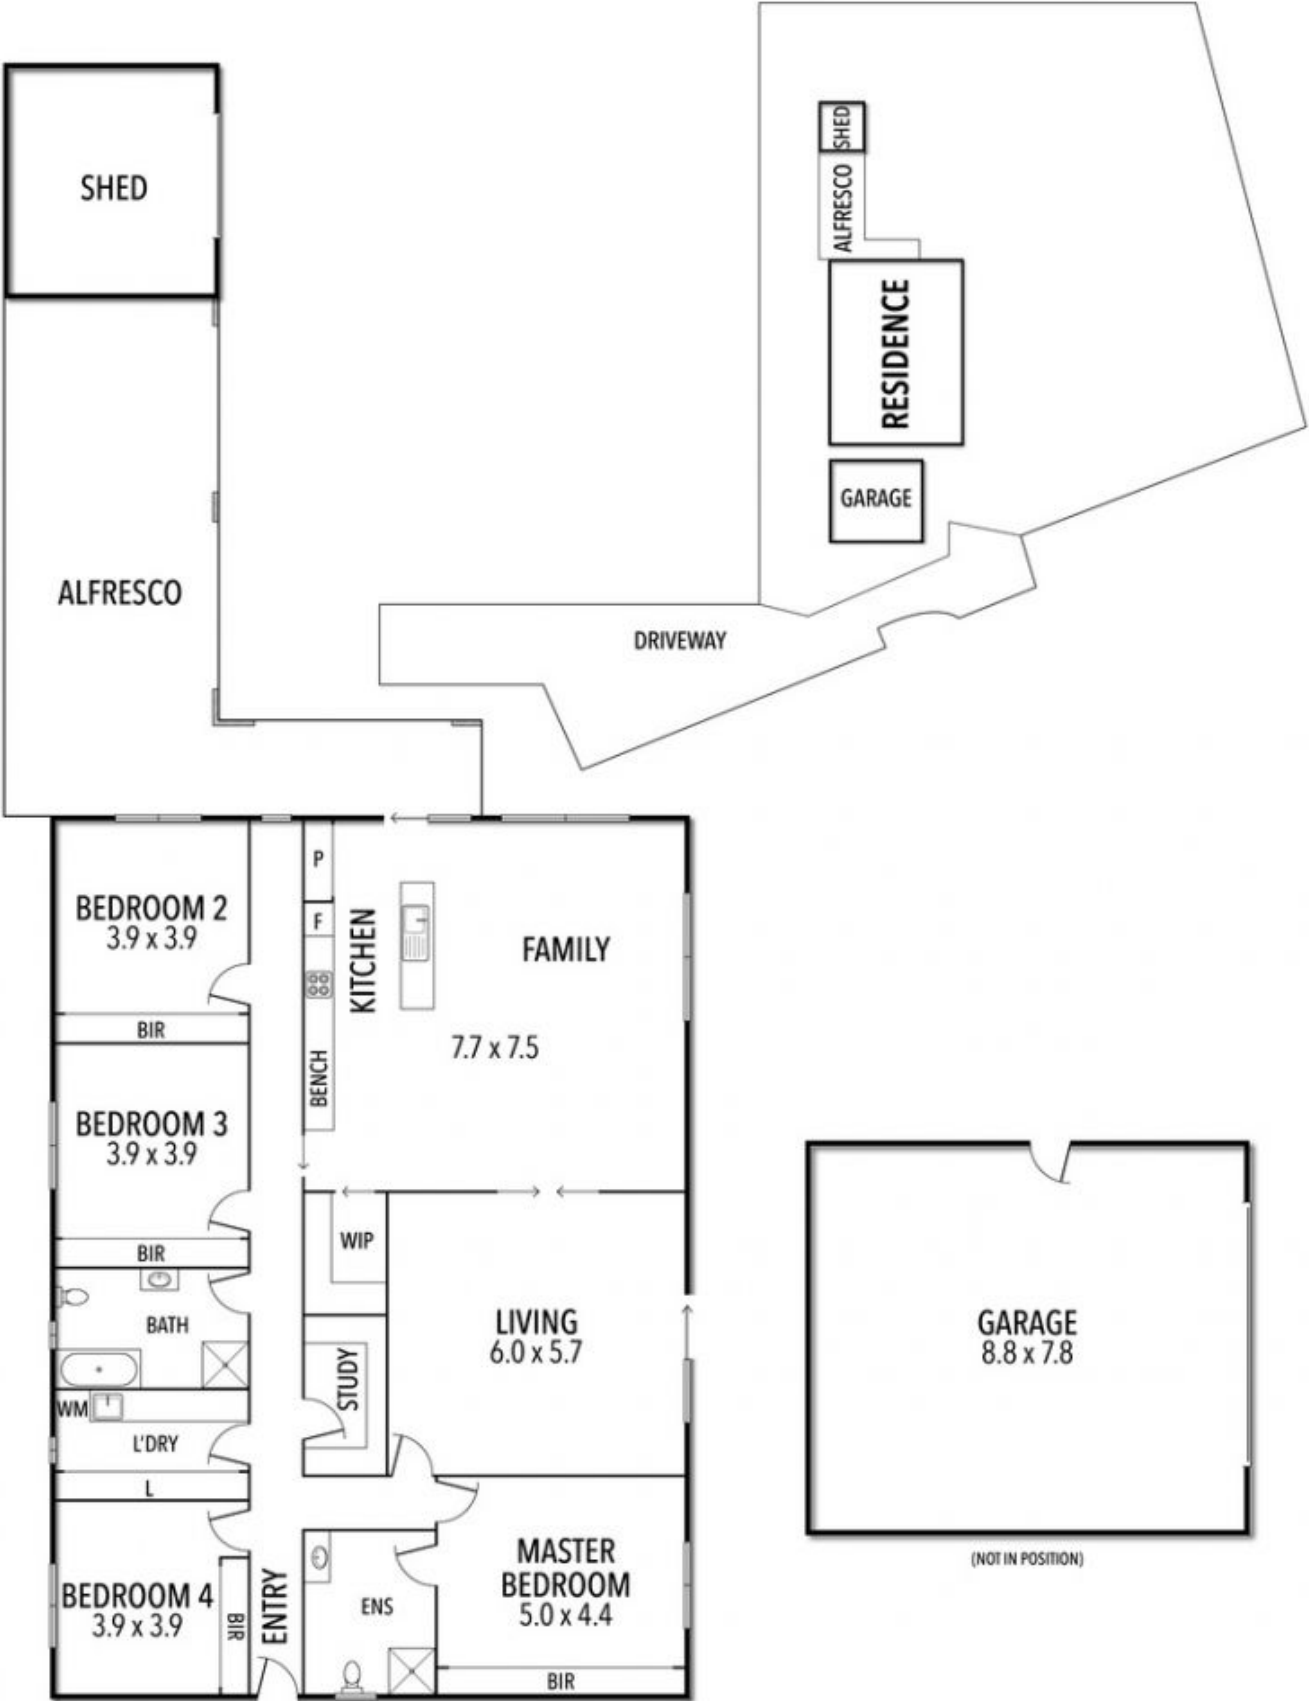 SHED
ALFRESCO
SHED
ALFRESCO
RESIDENCE
GARAGE
DRIVEWAY
BEDROOM 2
3.9 x 3.9
BIR
P
F
KITCHEN
BENCH
FAMILY
7.7 x 7.5
BEDROOM 3
3.9 x 3.9
BIR
WIP
BATH
STUDY
LIVING
6.0 x 5.7
WM
L'DRY
L
BEDROOM 4
3.9 x 3.9
BIR
ENTRY
ENS
MASTER
BEDROOM
5.0 x 4.4
BIR
GARAGE
8.8 x 7.8
(NOT IN POSITION)